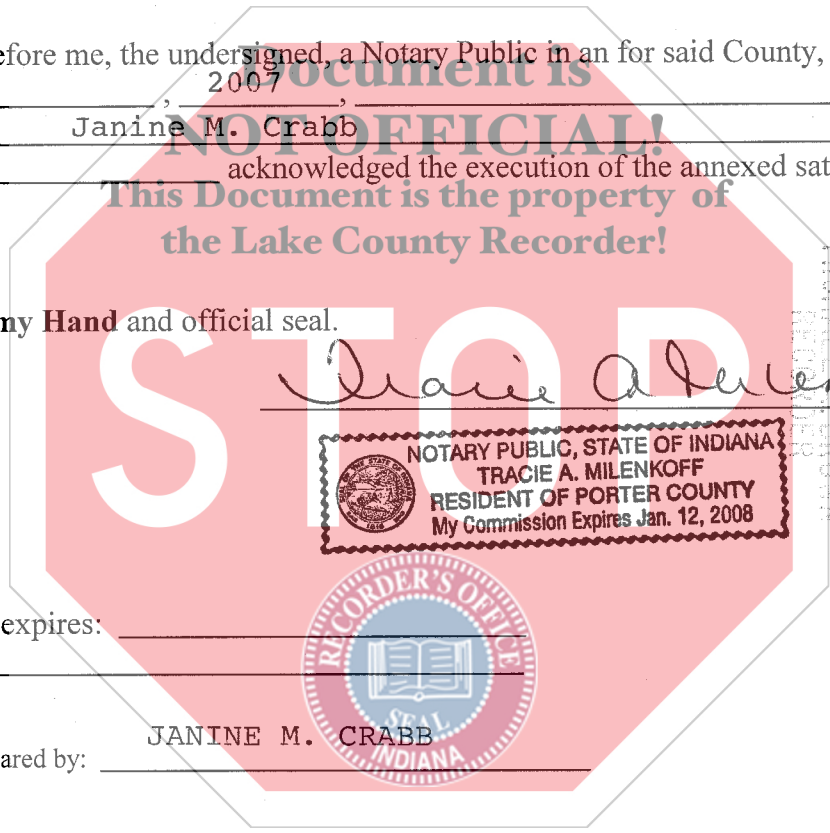 efore me, the undersigned, a Notary Public in an for said County,
Document is
2007
Janine M. Crabb
NOT OFFICIAL!
acknowledged the execution of the annexed sat
This Document is the property of
the Lake County Recorder!
ny Hand and official seal.
STOP
NOTARY PUBLIC, STATE OF INDIANA
TRACIE A. MILENKOFF
RESIDENT OF PORTER COUNTY
My Commission Expires Jan. 12, 2008
RECORDER'S OFFICE
expires:
SEAL
JANINE M. CRABB
INDIANA
ared by: